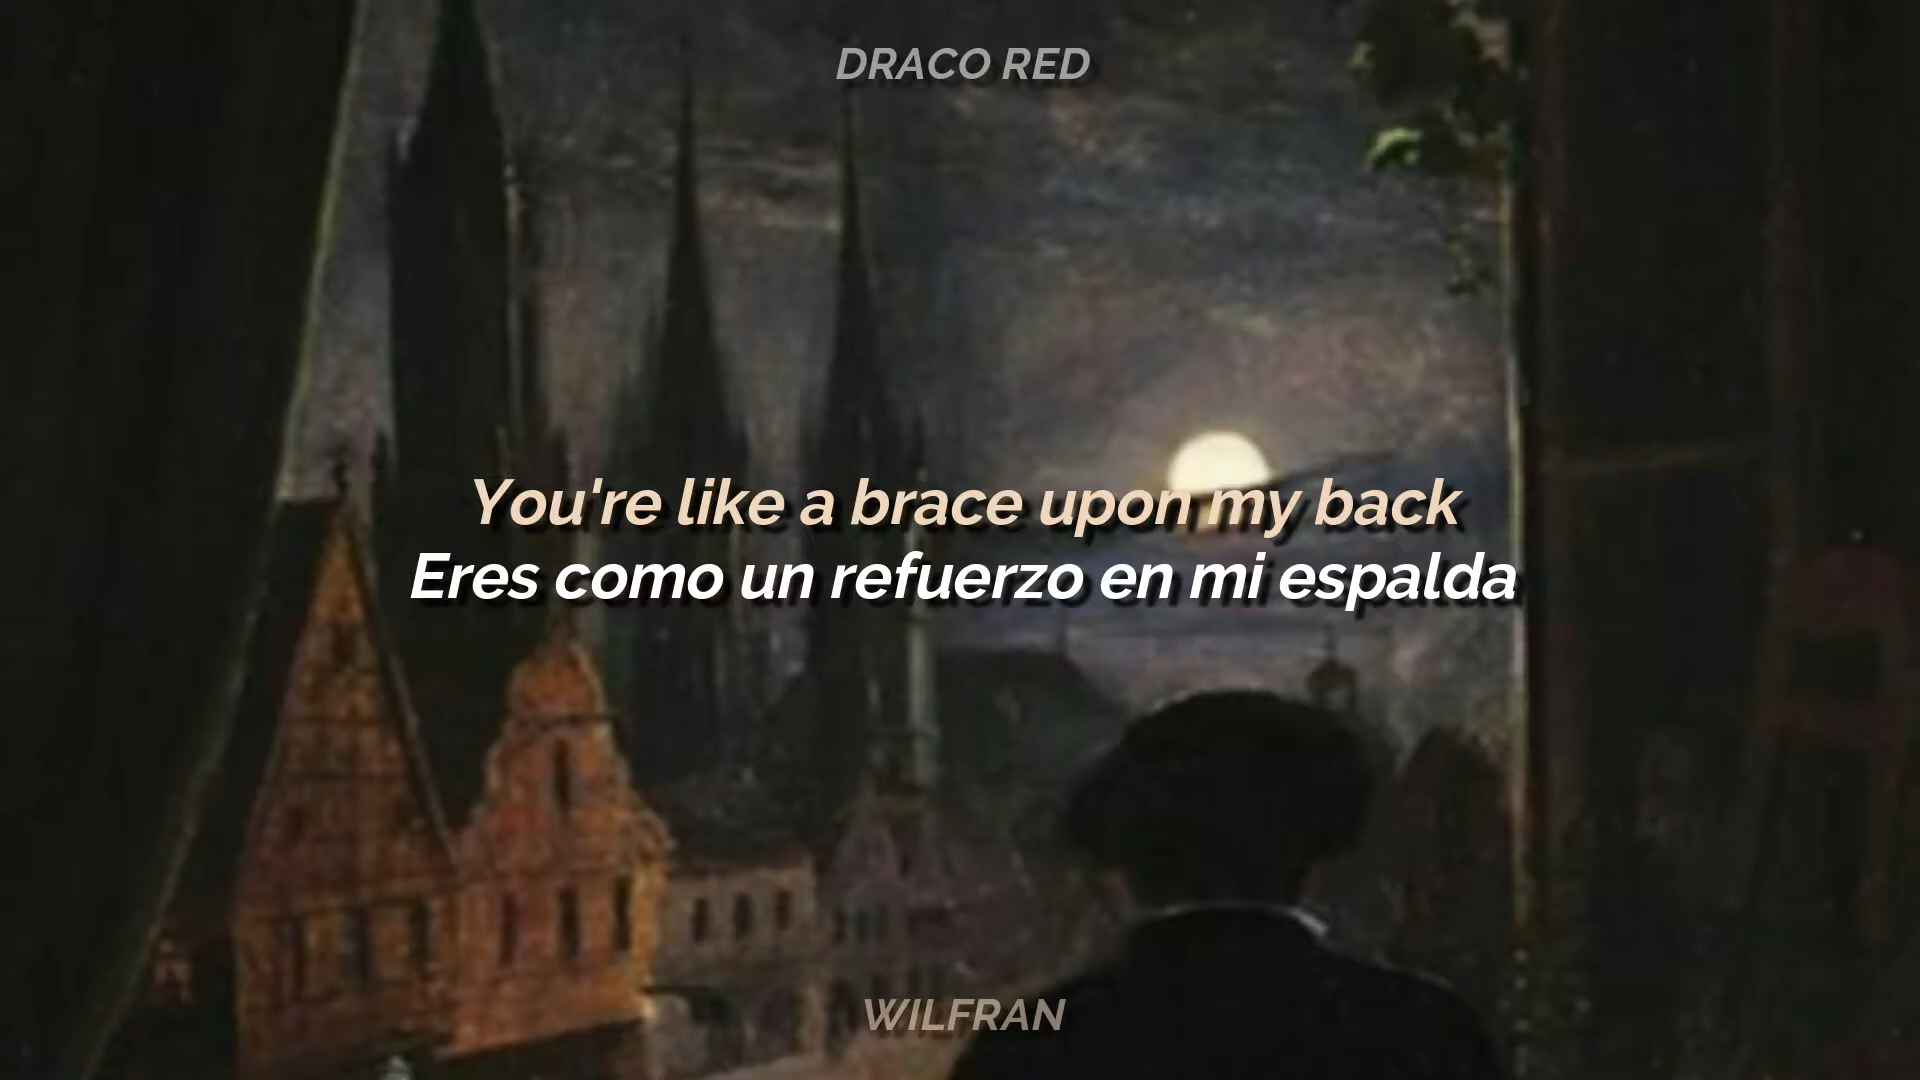 DRACO RED
You're like a brace upon my back
Eres como un refuerzo en mi espalda
WILFRAN